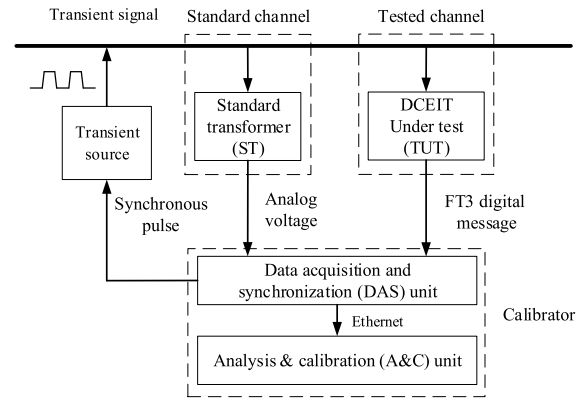 Transient signal
Standard channel
Tested channel
Transient
source
Standard
transformer
(ST)
DCEIT
Under test
(TUT)
Synchronous
pulse
Analog
voltage
FT3 digital
message
Data acquisition and
synchronization (DAS) unit
Calibrator
Ethernet
Analysis & calibration (A&C) unit